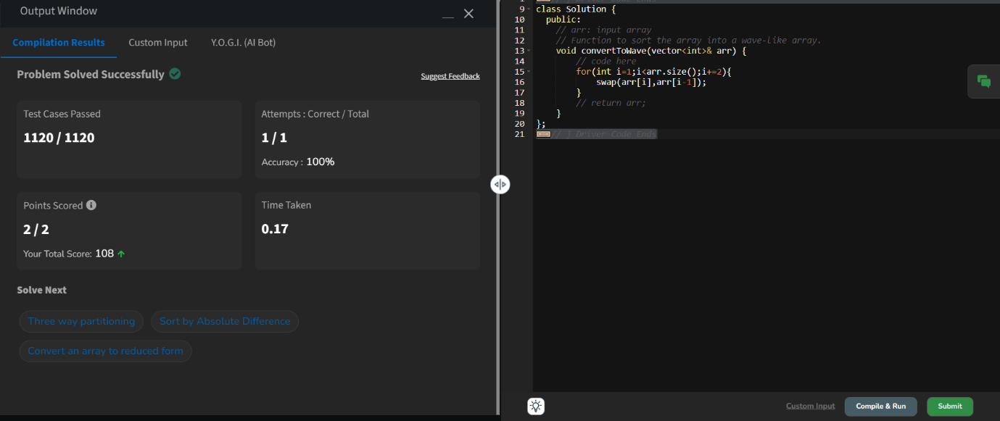 Output Window
Compilation Results
Custom Input
Y.O.G.I. (AI Bot)
Problem Solved Successfully
Suggest Feedback
Test Cases Passed
1120 / 1120
Attempts : Correct / Total
1 / 1
Accuracy : 100%
Points Scored
2 / 2
Your Total Score: 108
Time Taken
0.17
Solve Next
Three way partitioning
Sort by Absolute Difference
Convert an array to reduced form
9 class Solution {
10 public:
11 // arr: input array
12 // Function to sort the array into a wave-like array.
13 void convertToWave(vector<int>& arr) {
14 // code here
15 for(int i=1;i<arr.size();i+=2){
16 swap(arr[i],arr[i-1]);
17 }
18 // return arr;
19 }
20 };
21 // } Driver Code Ends
Custom Input
Compile & Run
Submit